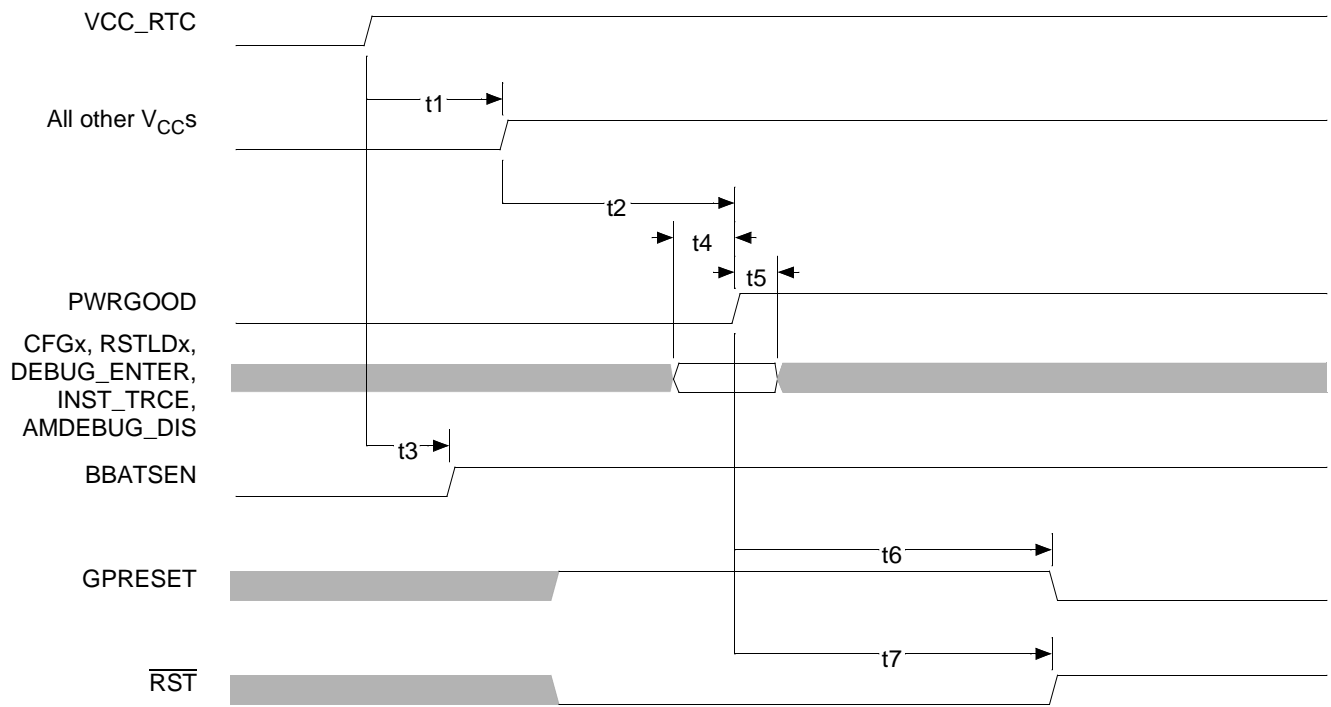 VCC_RTC
t1
All other VCCs
t2
t4
t5
PWRGOOD
CFGx, RSTLDx,
DEBUG_ENTER,
INST_TRCE,
AMDEBUG_DIS
t3
BBATSEN
t6
GPRESET
t7
RST